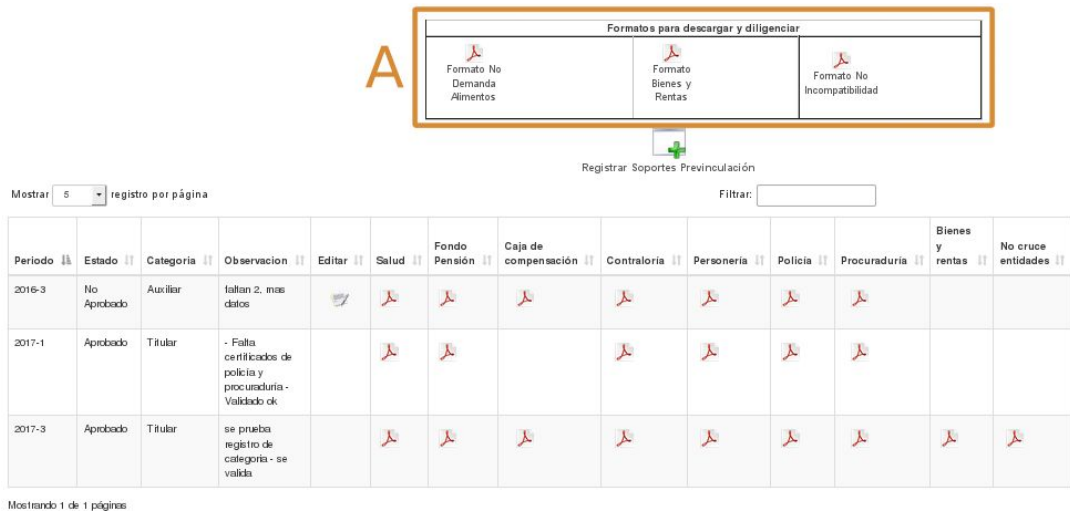 A
Formatos para descargar y diligenciar
Formato No
Demanda
Alimentos
Formato
Bienes y
Rentas
Formato No
Incompatibilidad
Registrar Soportes Previnculación
Mostrar 5 registro por página
Filtrar:
Periodo Estado Categoria Observacion Editar Salud Fondo Pensión Caja de compensación Contraloría Personería Policía Procuraduría Bienes y rentas No cruce entidades
2016-3 No Aprobado Auxiliar faltan 2, mas datos
2017-1 Aprobado Titular - Falta certificados de policía y procuraduría - Validado ok
2017-3 Aprobado Titular se prueba registro de categoria - se valida
Mostrando 1 de 1 páginas